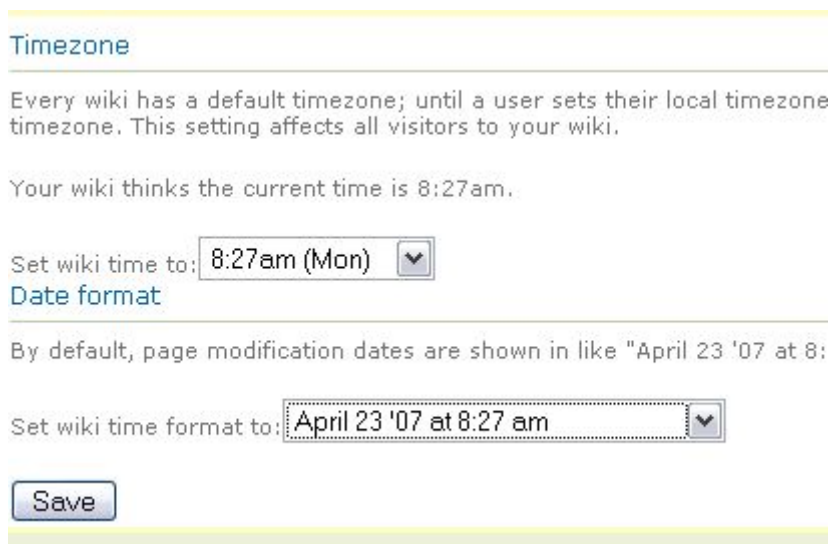 Timezone
Every wiki has a default timezone; until a user sets their local timezone
timezone. This setting affects all visitors to your wiki.
Your wiki thinks the current time is 8:27am.
Set wiki time to: 8:27am (Mon)
Date format
By default, page modification dates are shown in like "April 23 '07 at 8:
Set wiki time format to: April 23 '07 at 8:27 am
Save